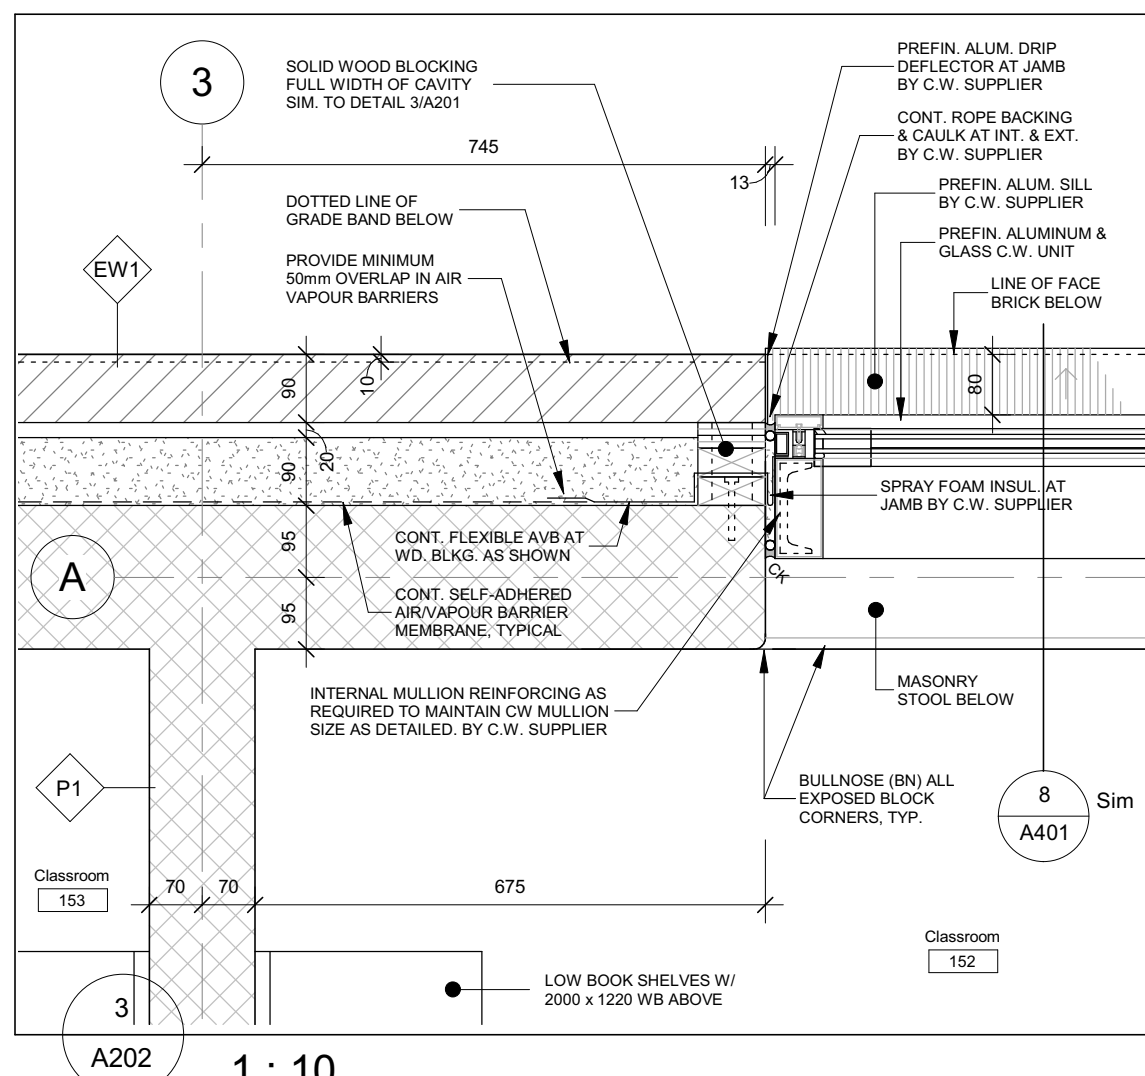 3
SOLID WOOD BLOCKING
FULL WIDTH OF CAVITY
SIM. TO DETAIL 3/A201
PREFIN. ALUM. DRIP
DEFLECTOR AT JAMB
BY C.W. SUPPLIER
CONT. ROPE BACKING
& CAULK AT INT. & EXT.
BY C.W. SUPPLIER
745
13
PREFIN. ALUM. SILL
BY C.W. SUPPLIER
DOTTED LINE OF
GRADE BAND BELOW
PREFIN. ALUMINUM &
GLASS C.W. UNIT
EW1
PROVIDE MINIMUM
50mm OVERLAP IN AIR
VAPOUR BARRIERS
LINE OF FACE
BRICK BELOW
90
10
80
20
90
SPRAY FOAM INSUL. AT
JAMB BY C.W. SUPPLIER
CONT. FLEXIBLE AVB AT
WD. BLKG. AS SHOWN
95
A
CK
CONT. SELF-ADHERED
AIR/VAPOUR BARRIER
MEMBRANE, TYPICAL
95
INTERNAL MULLION REINFORCING AS
REQUIRED TO MAINTAIN CW MULLION
SIZE AS DETAILED. BY C.W. SUPPLIER
MASONRY
STOOL BELOW
P1
BULLNOSE (BN) ALL
EXPOSED BLOCK
CORNERS, TYP.
8
A401
Sim
Classroom
153
70
70
675
Classroom
152
LOW BOOK SHELVES W/
2000 x 1220 WB ABOVE
3
A202
1 : 10